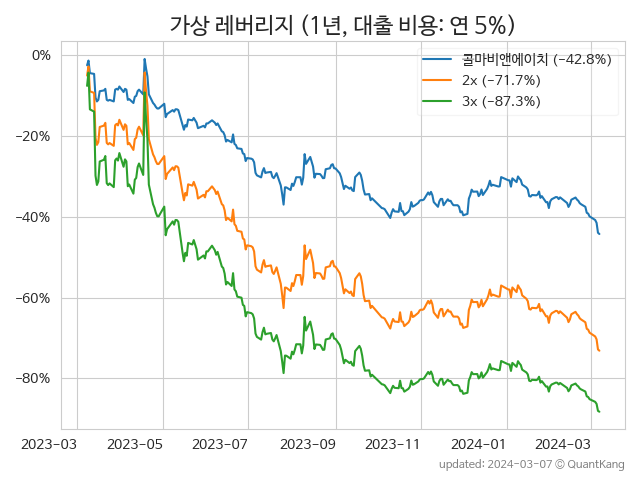 가상 레버리지 (1년, 대출 비용: 연 5%)
콜마비앤에이치 (−42.8%)
2x (−71.7%)
3x (−87.3%)
0%
−20%
−40%
−60%
−80%
2023-03 2023-05 2023-07 2023-09 2023-11 2024-01 2024-03
updated: 2024-03-07 © QuantKang